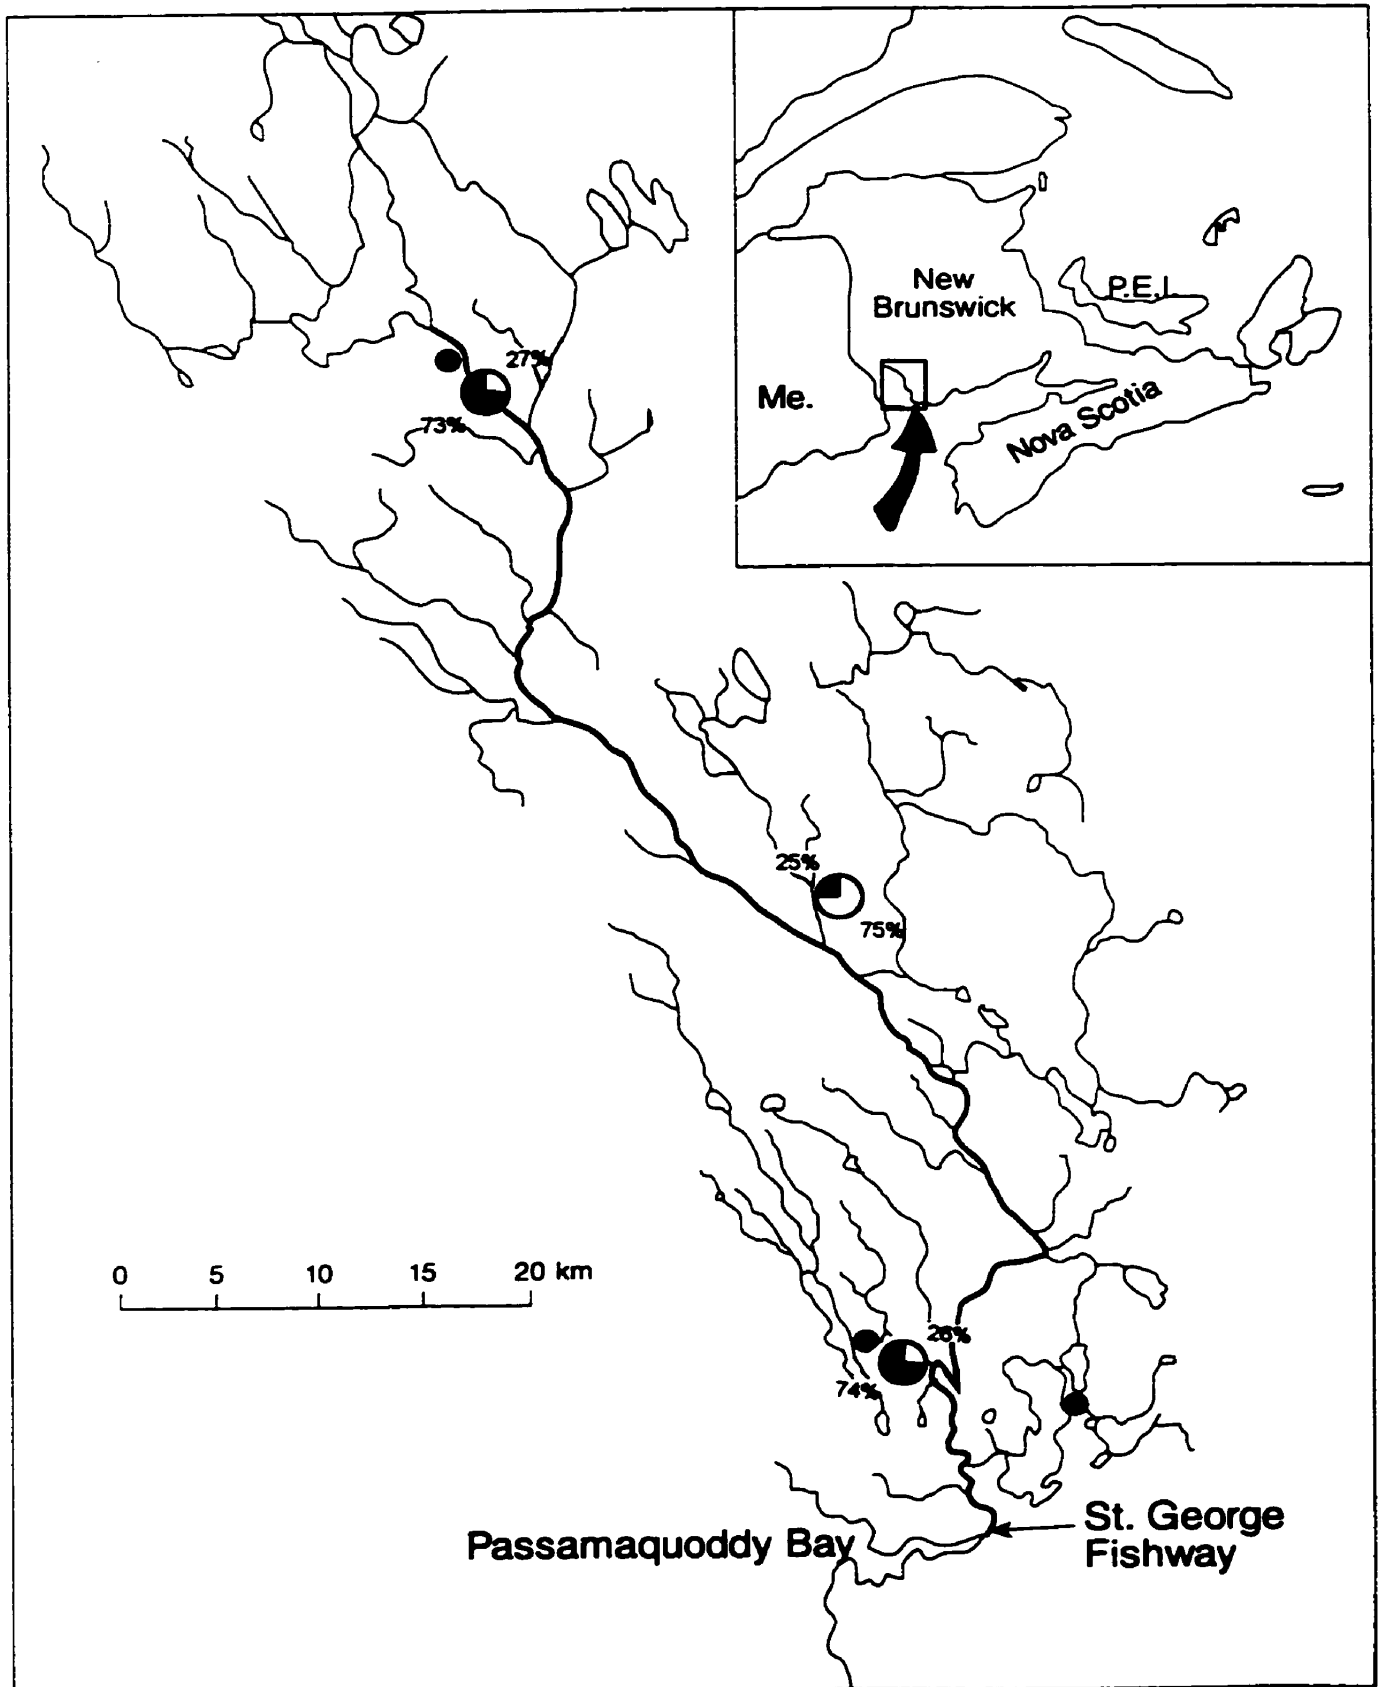 New
Brunswick
P.E.I.
Me.
Nova Scotia
27%
73%
25%
75%
0 5 10 15 20 km
26%
74%
St. George
Fishway
Passamaquoddy Bay